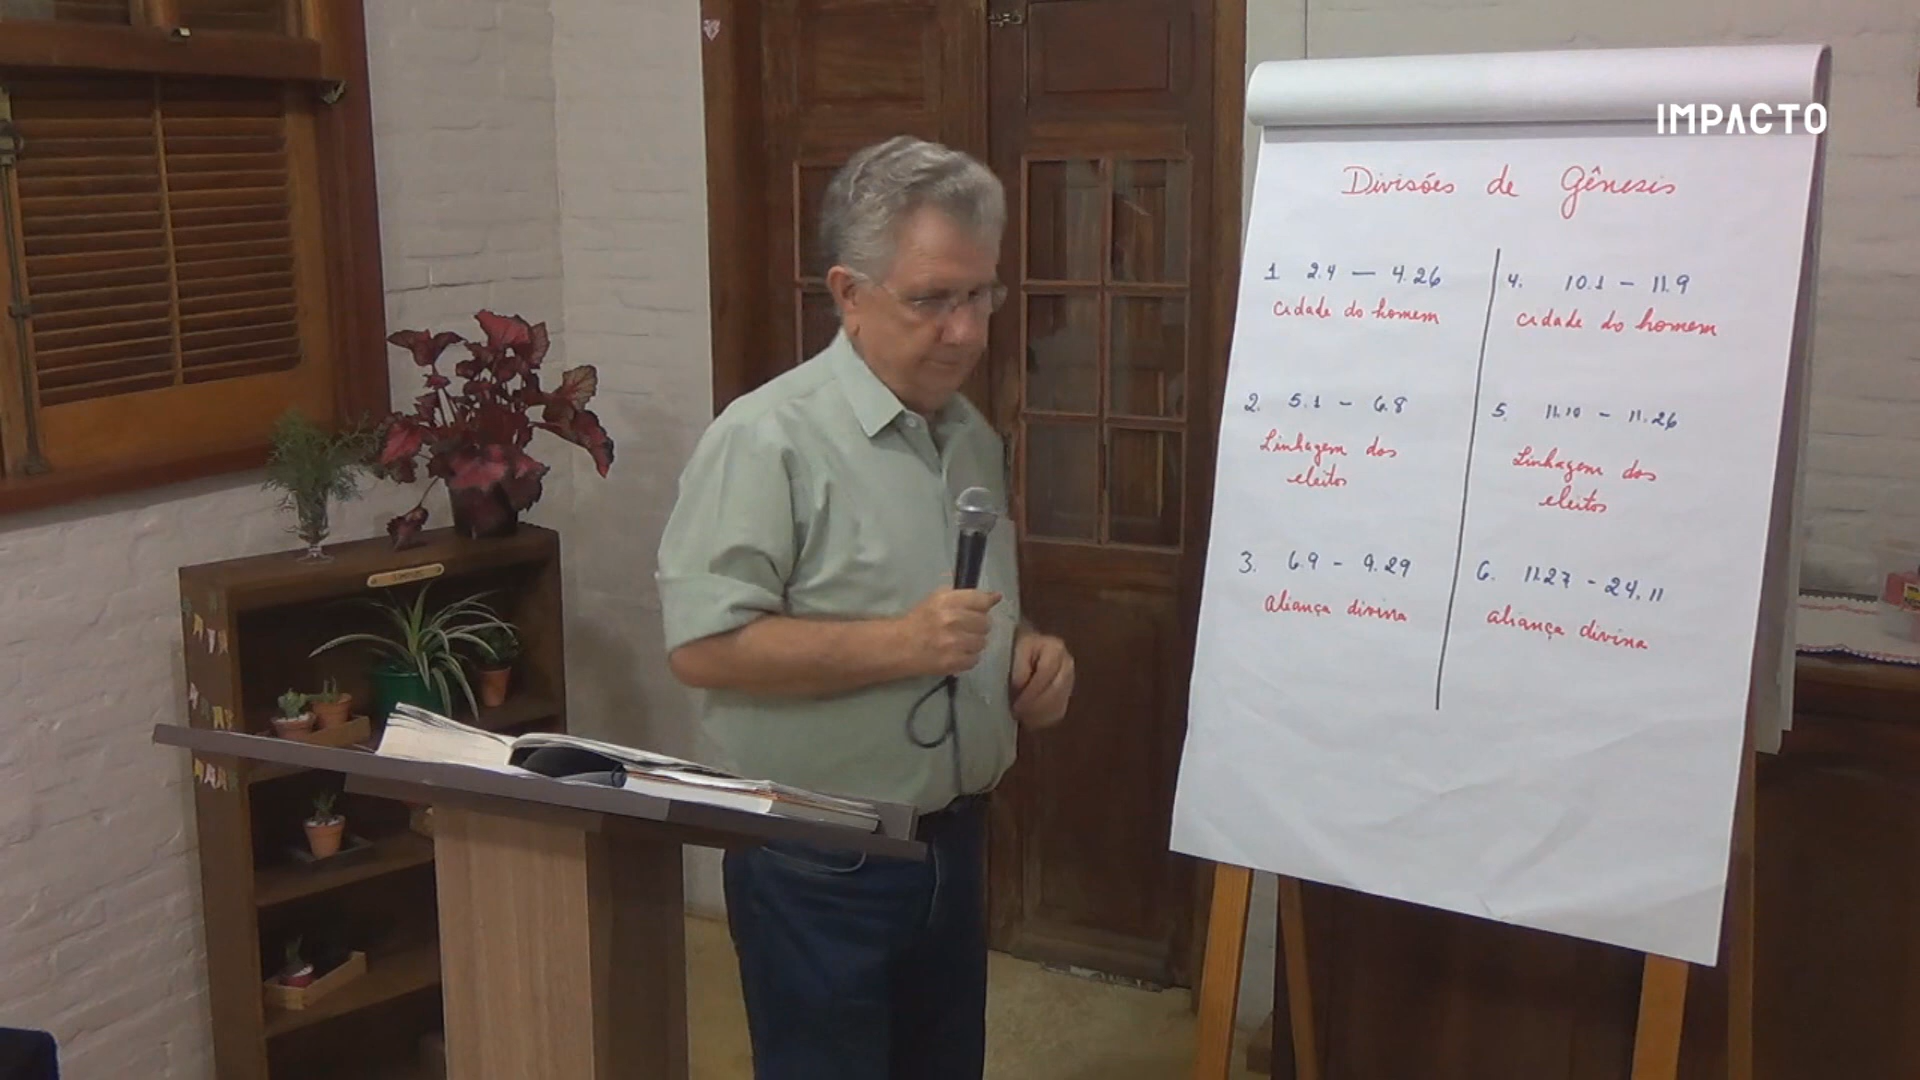 IMPACTO
Divisões de Gênesis
1 2.4 — 4.26
cidade do homem
2. 5.1 - 6.8
Linhagem dos
eleitos
3. 6.9 - 9.29
aliança divina
4. 10.1 - 11.9
cidade do homem
5. 11.10 - 11.26
Linhagem dos
eleitos
6. 11.27 - 24.11
aliança divina